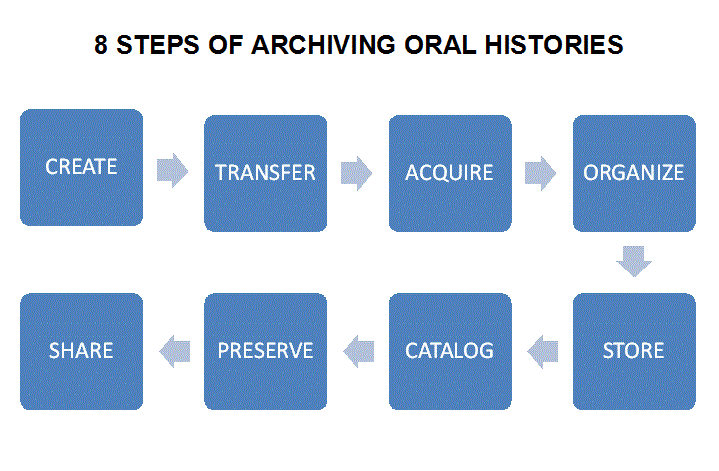 8 STEPS OF ARCHIVING ORAL HISTORIES
CREATE
TRANSFER
ACQUIRE
ORGANIZE
STORE
CATALOG
PRESERVE
SHARE